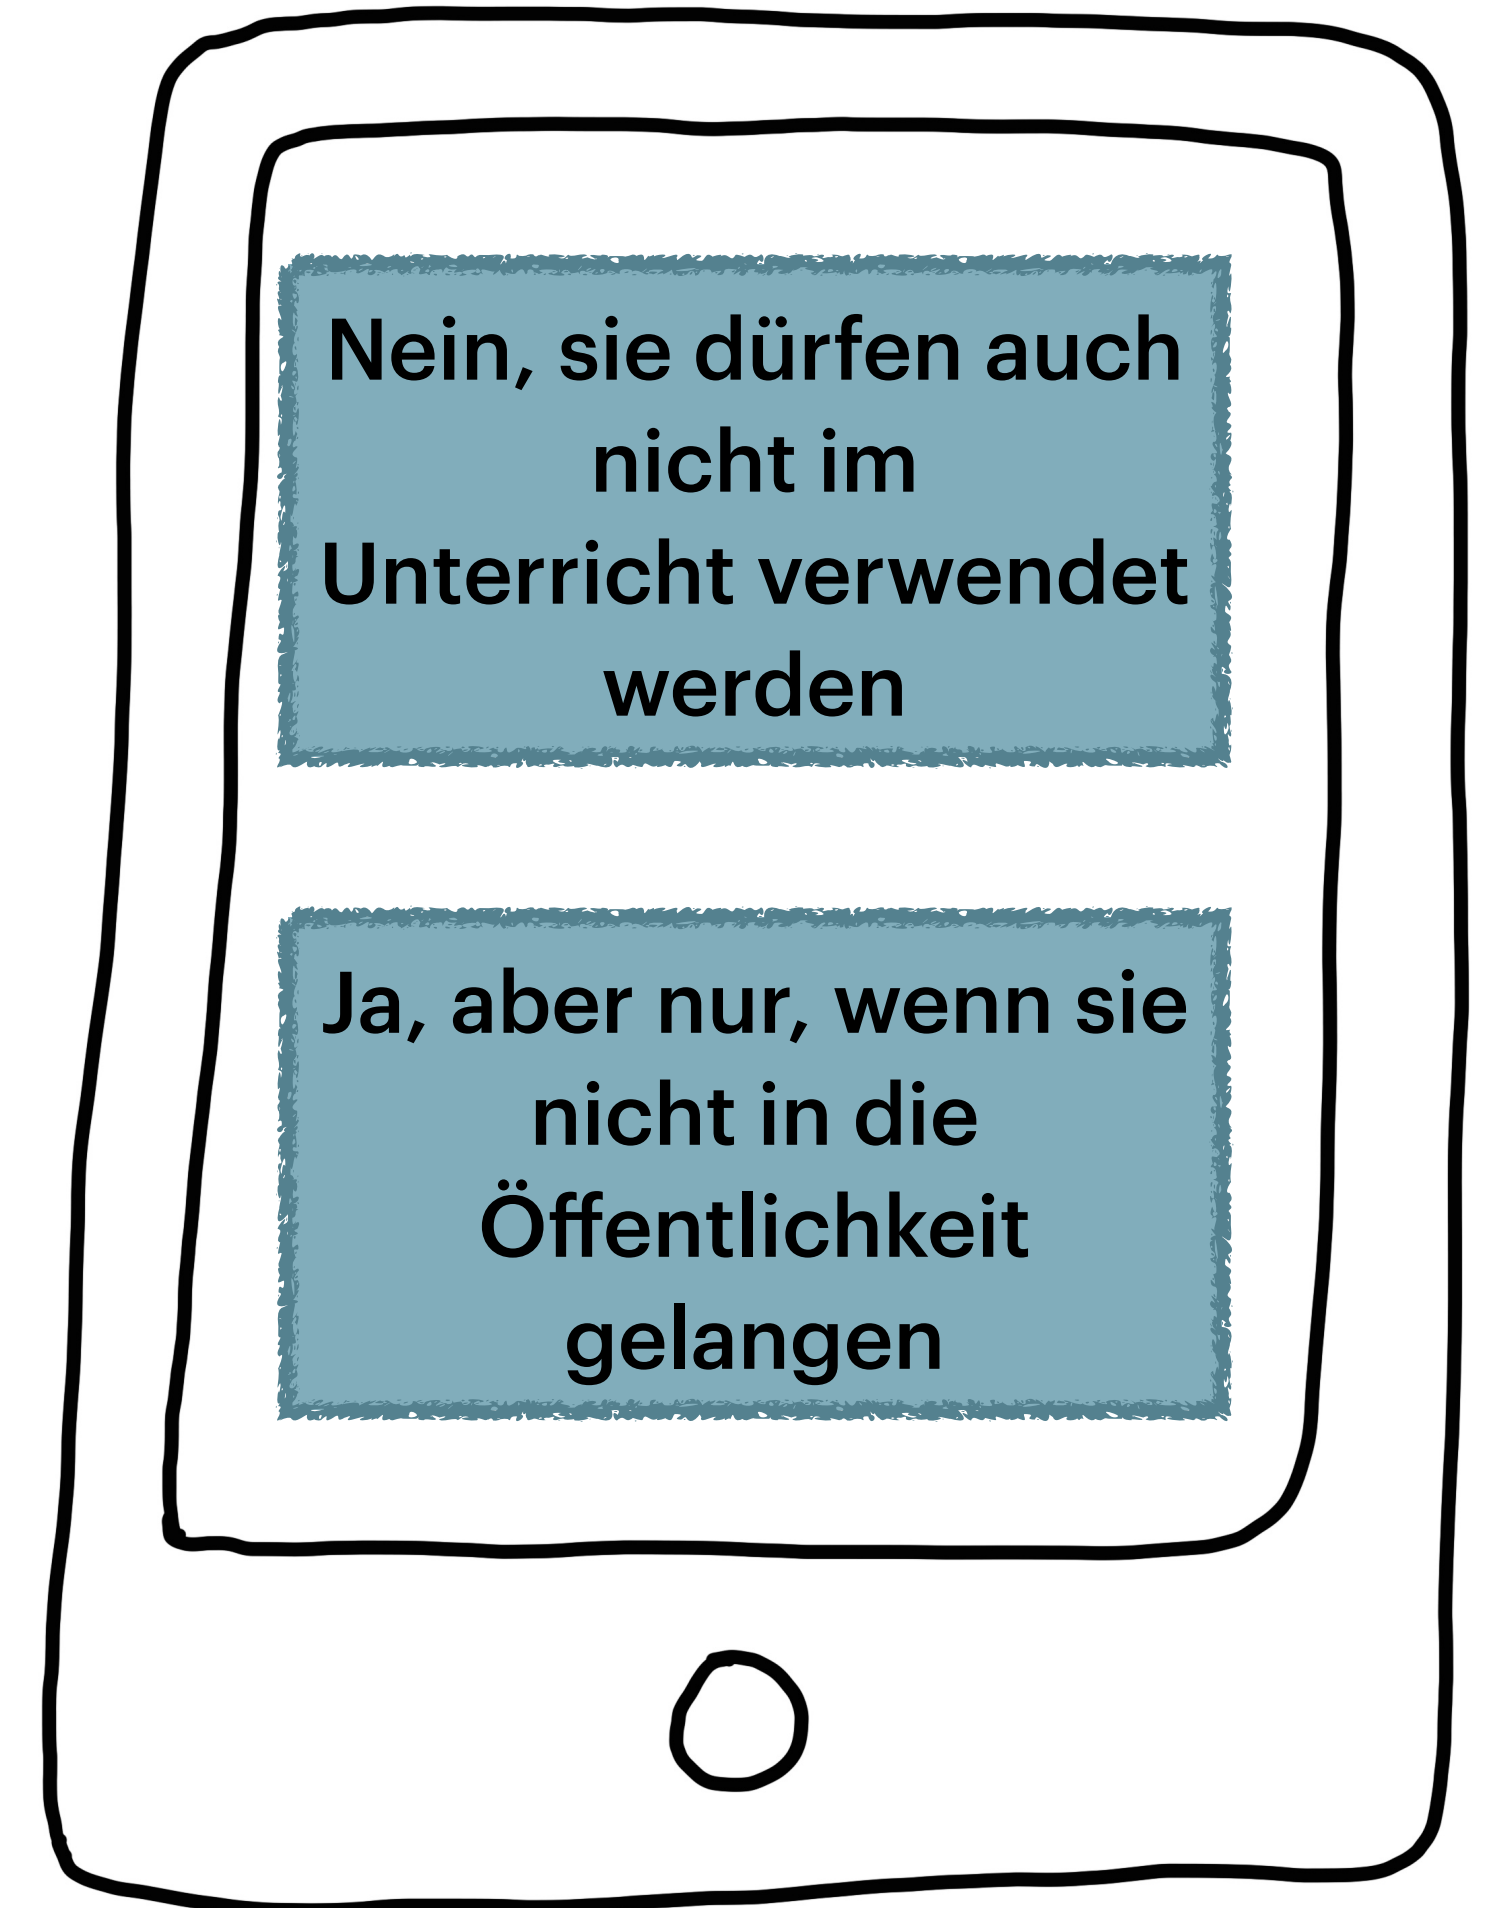 Nein, sie dürfen auch
nicht im
Unterricht verwendet
werden
Ja, aber nur, wenn sie
nicht in die
Öffentlichkeit
gelangen